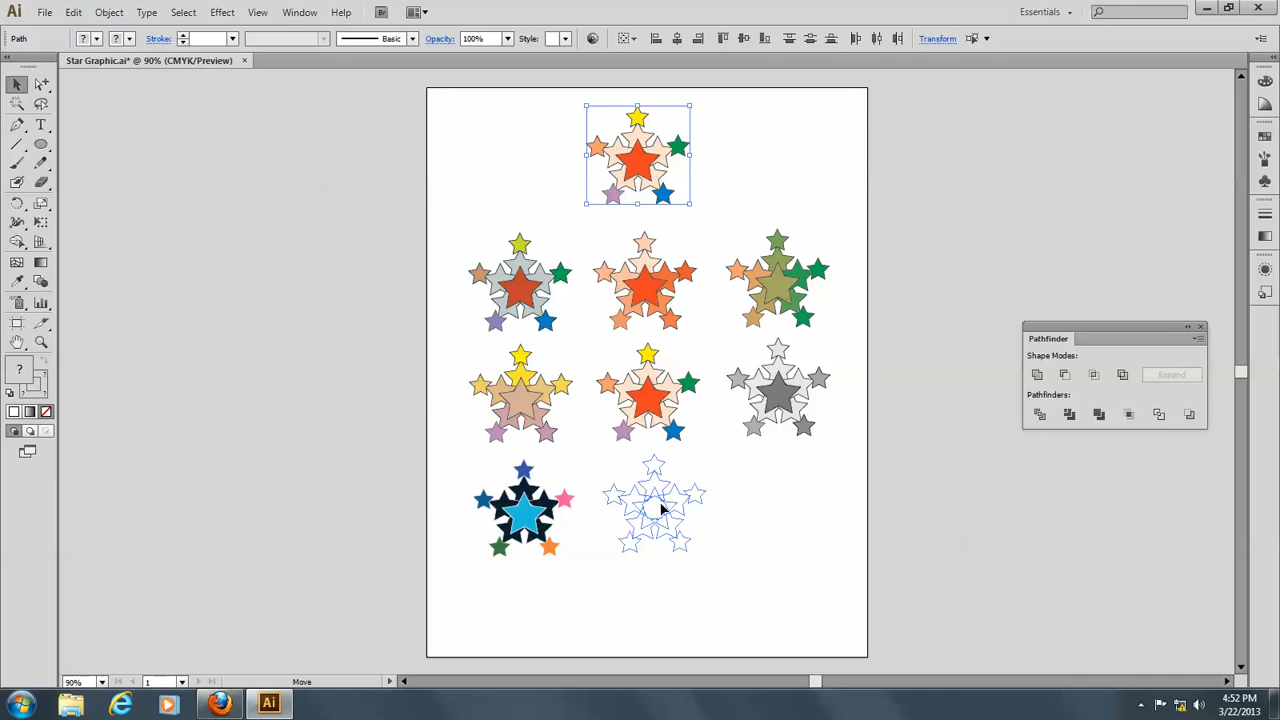 Ai File Edit Object Type Select Effect View Window Help Br Essentials
Path ? ? Stroke: Basic Opacity: 100% Style: Transform
Star Graphic.ai* @ 90% (CMYK/Preview) ×
T
Pathfinder
Shape Modes:
Expand
Pathfinders:
?
?
?
90% 1 Move
Ai 4:52 PM
3/22/2013